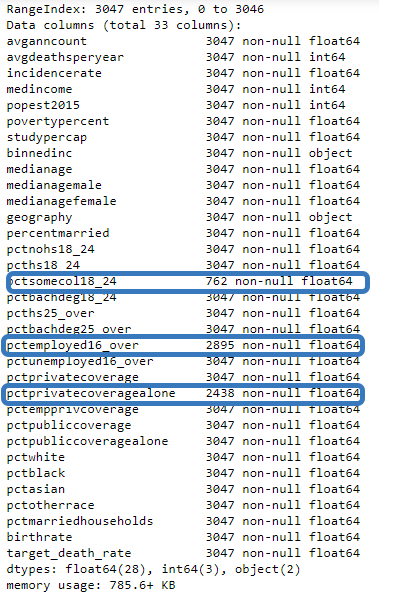 RangeIndex: 3047 entries, 0 to 3046
Data columns (total 33 columns):
avganncount 3047 non-null float64
avgdeathsperyear 3047 non-null int64
incidencerate 3047 non-null float64
medincome 3047 non-null int64
popest2015 3047 non-null int64
povertypercent 3047 non-null float64
studypercap 3047 non-null float64
binnedinc 3047 non-null object
medianage 3047 non-null float64
medianagemale 3047 non-null float64
medianagefemale 3047 non-null float64
geography 3047 non-null object
percentmarried 3047 non-null float64
pctnohs18_24 3047 non-null float64
pcths18_24 3047 non-null float64
pctsomecol18_24 762 non-null float64
pctbachdeg18_24 3047 non-null float64
pcths25_over 3047 non-null float64
pctbachdeg25_over 3047 non-null float64
pctemployed16_over 2895 non-null float64
pctunemployed16_over 3047 non-null float64
pctprivatecoverage 3047 non-null float64
pctprivatecoveragealone 2438 non-null float64
pctempprivcoverage 3047 non-null float64
pctpubliccoverage 3047 non-null float64
pctpubliccoveragealone 3047 non-null float64
pctwhite 3047 non-null float64
pctblack 3047 non-null float64
pctasian 3047 non-null float64
pctotherrace 3047 non-null float64
pctmarriedhouseholds 3047 non-null float64
birthrate 3047 non-null float64
target_death_rate 3047 non-null float64
dtypes: float64(28), int64(3), object(2)
memory usage: 785.6+ KB